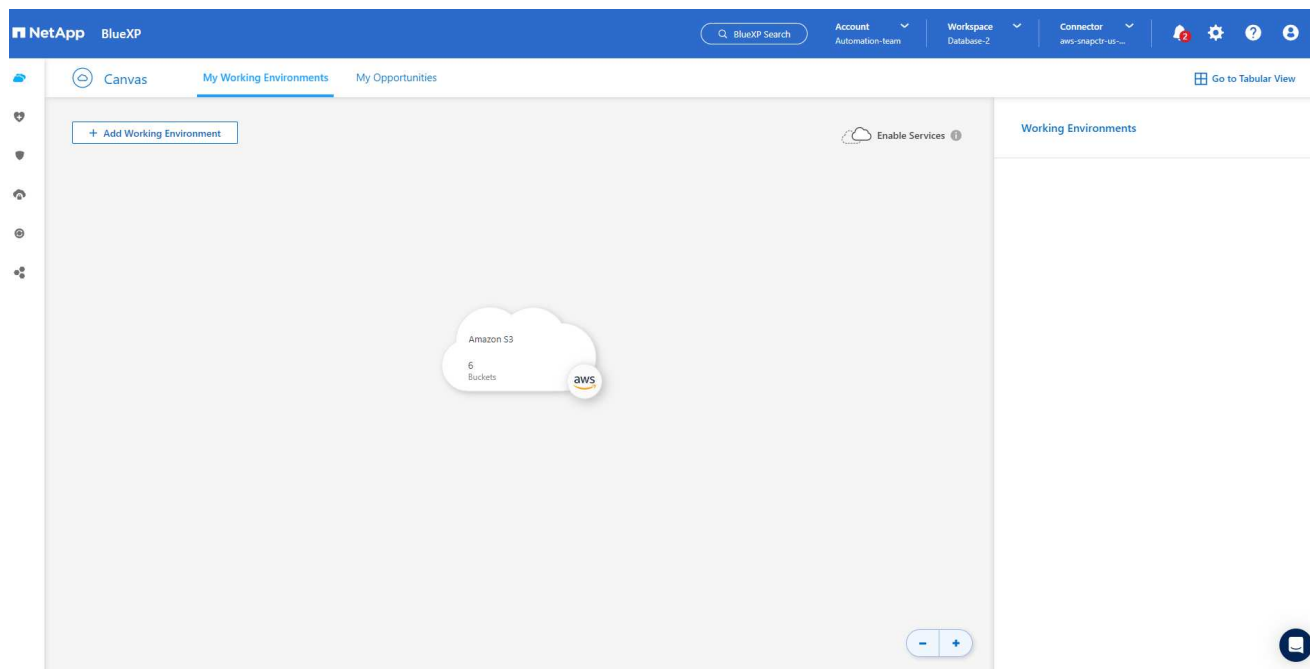 NetApp BlueXP
BlueXP Search
Account
Automation-team
Workspace
Database-2
Connector
aws-snapctr-us-...
2
Canvas
My Working Environments
My Opportunities
Go to Tabular View
+ Add Working Environment
Enable Services
Working Environments
Amazon S3
6
Buckets
aws
- +